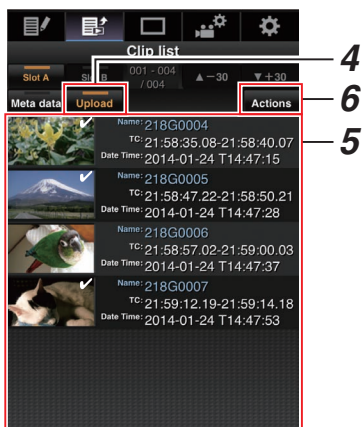 Clip list
Slot A Slot B 001 - 004 / 004 ▲−30 ▼+30
Meta data Upload Actions
Name: 218G0004
TC: 21:58:35.08-21:58:40.07
Date Time: 2014-01-24 T14:47:15
Name: 218G0005
TC: 21:58:47.22-21:58:50.21
Date Time: 2014-01-24 T14:47:28
Name: 218G0006
TC: 21:58:57.02-21:59:00.03
Date Time: 2014-01-24 T14:47:37
Name: 218G0007
TC: 21:59:12.19-21:59:14.18
Date Time: 2014-01-24 T14:47:53
4
6
5